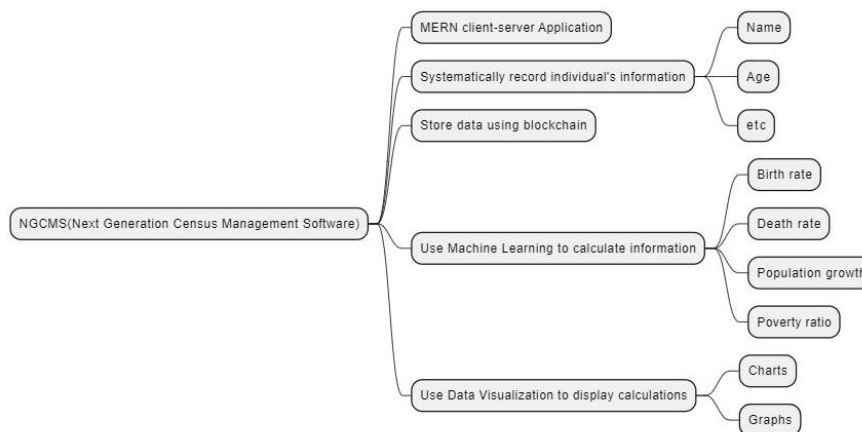 NGCMS(Next Generation Census Management Software)
MERN client-server Application
Systematically record individual's information
Name
Age
etc
Store data using blockchain
Use Machine Learning to calculate information
Birth rate
Death rate
Population growth
Poverty ratio
Use Data Visualization to display calculations
Charts
Graphs